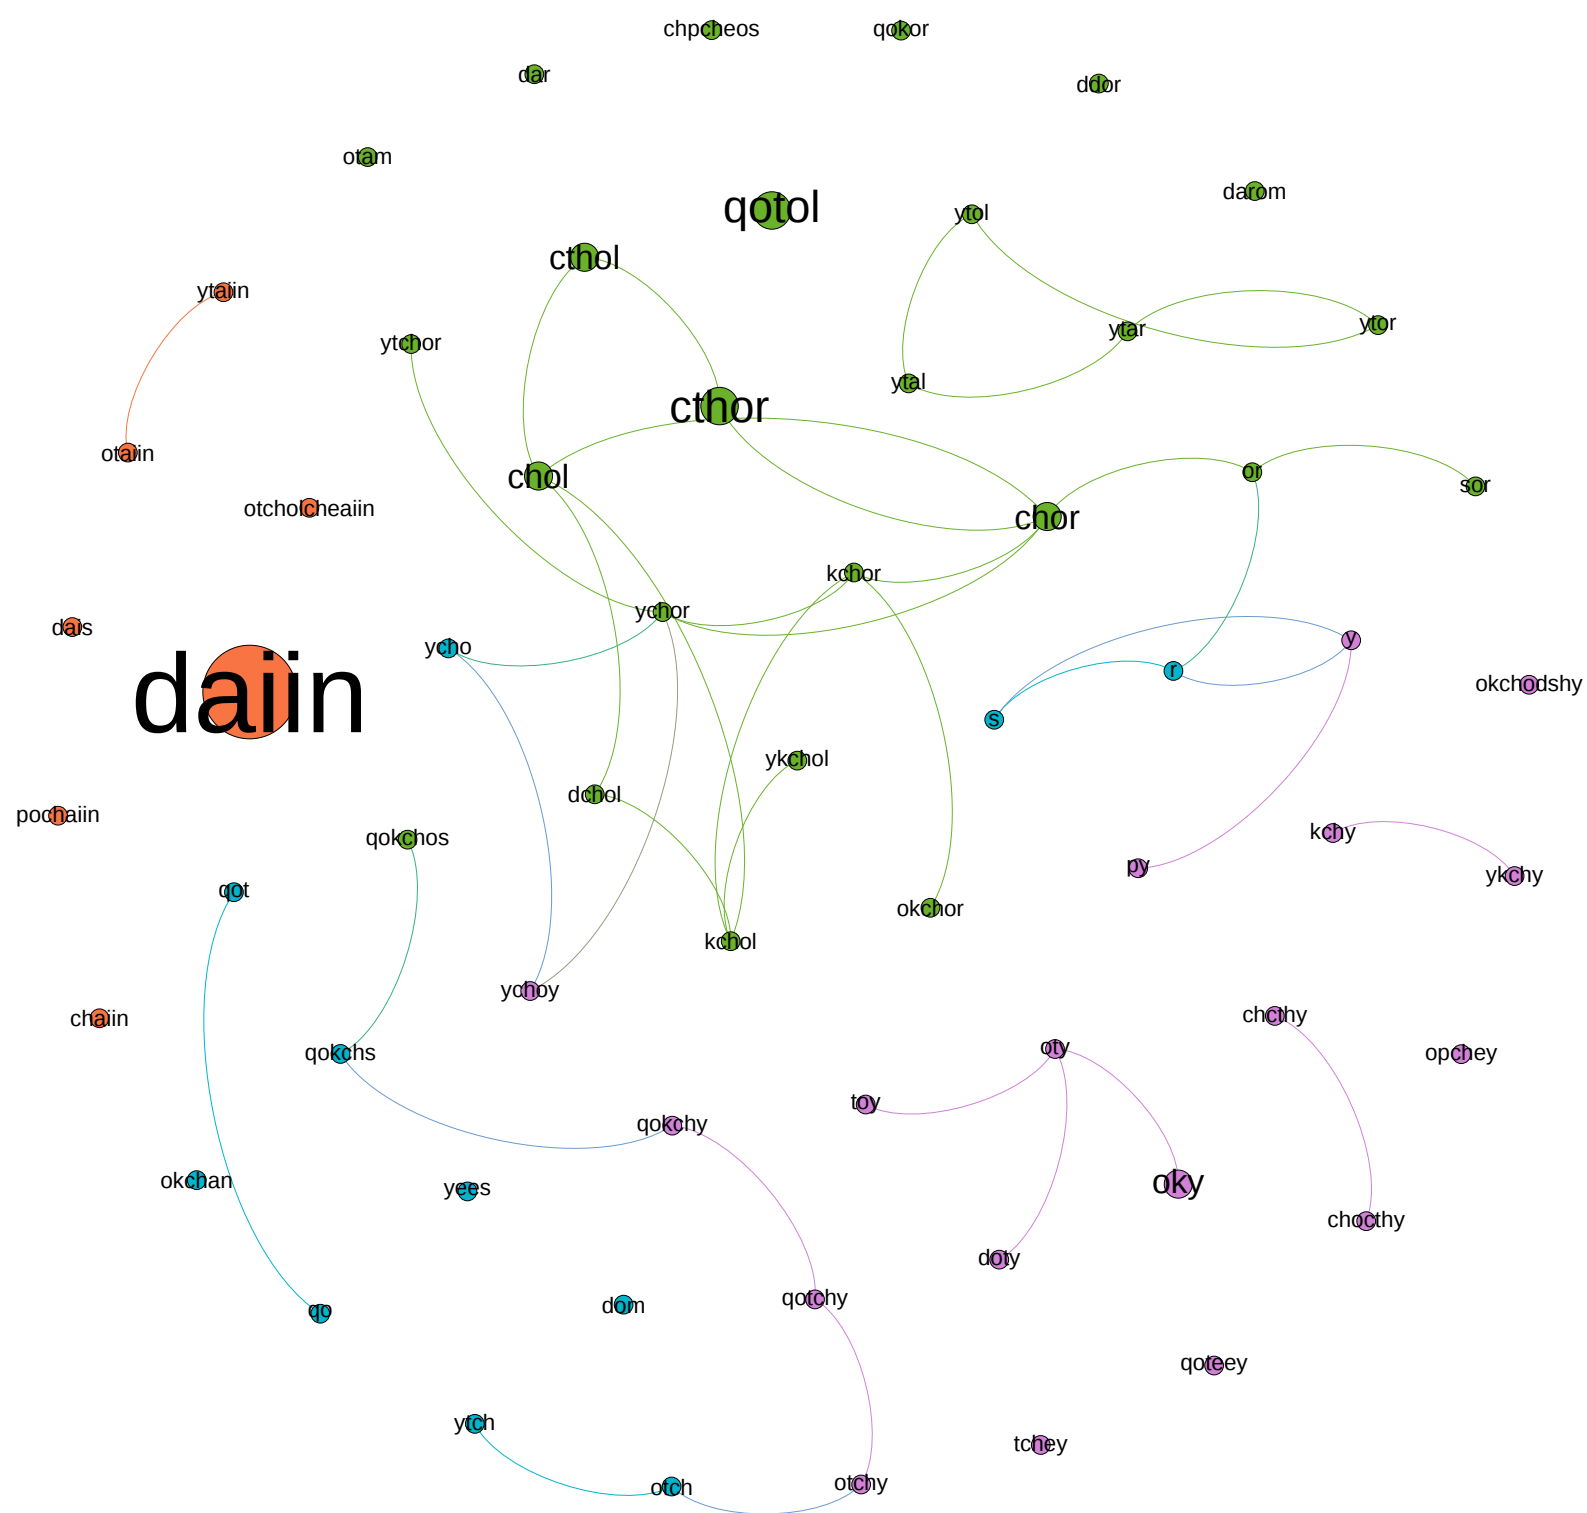 chpcheos
qokor
dar
ddor
otam
darom
qotol
ytol
cthol
ytaiin
ytor
ytar
ytchor
ytal
cthor
otaiin
or
chol
sor
otcholcheaiin
chor
kchor
ychor
dais
y
ycho
r
okchodshy
daiin
s
ykchol
dchol
pochaiin
kchy
qokchos
py
ykchy
qot
okchor
kchol
ychoy
chcthy
chaiin
oty
qokchs
opchey
toy
qokchy
okchan
oky
yees
chocthy
doty
qotchy
dom
qo
qoteey
ytch
tchey
otchy
otch